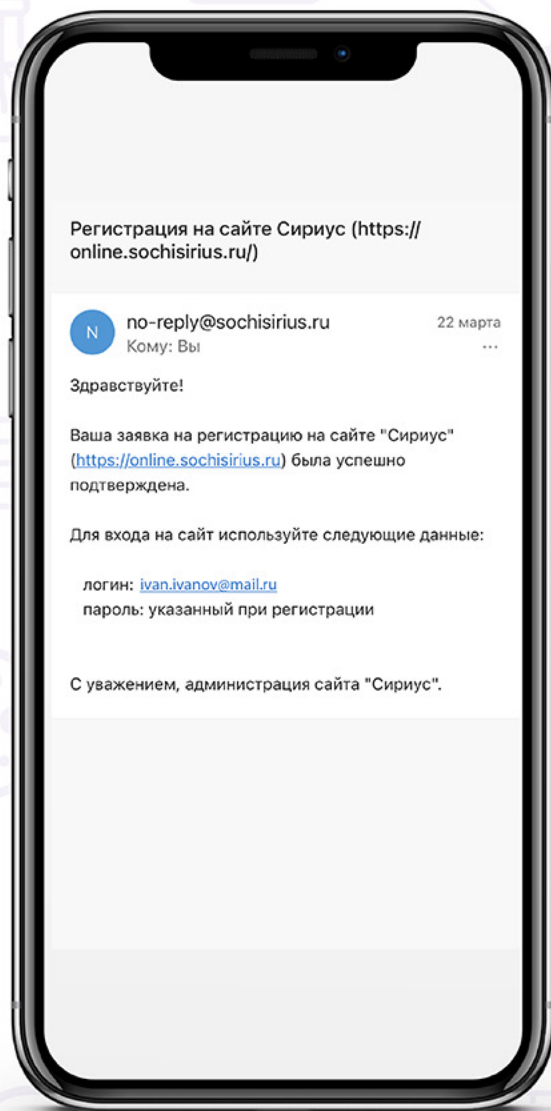 Регистрация на сайте Сириус (https://
online.sochisirius.ru/)
N
no-reply@sochisirius.ru
22 марта
Кому: Вы
...
Здравствуйте!
Ваша заявка на регистрацию на сайте "Сириус"
(https://online.sochisirius.ru) была успешно
подтверждена.
Для входа на сайт используйте следующие данные:
логин: ivan.ivanov@mail.ru
пароль: указанный при регистрации
С уважением, администрация сайта "Сириус".